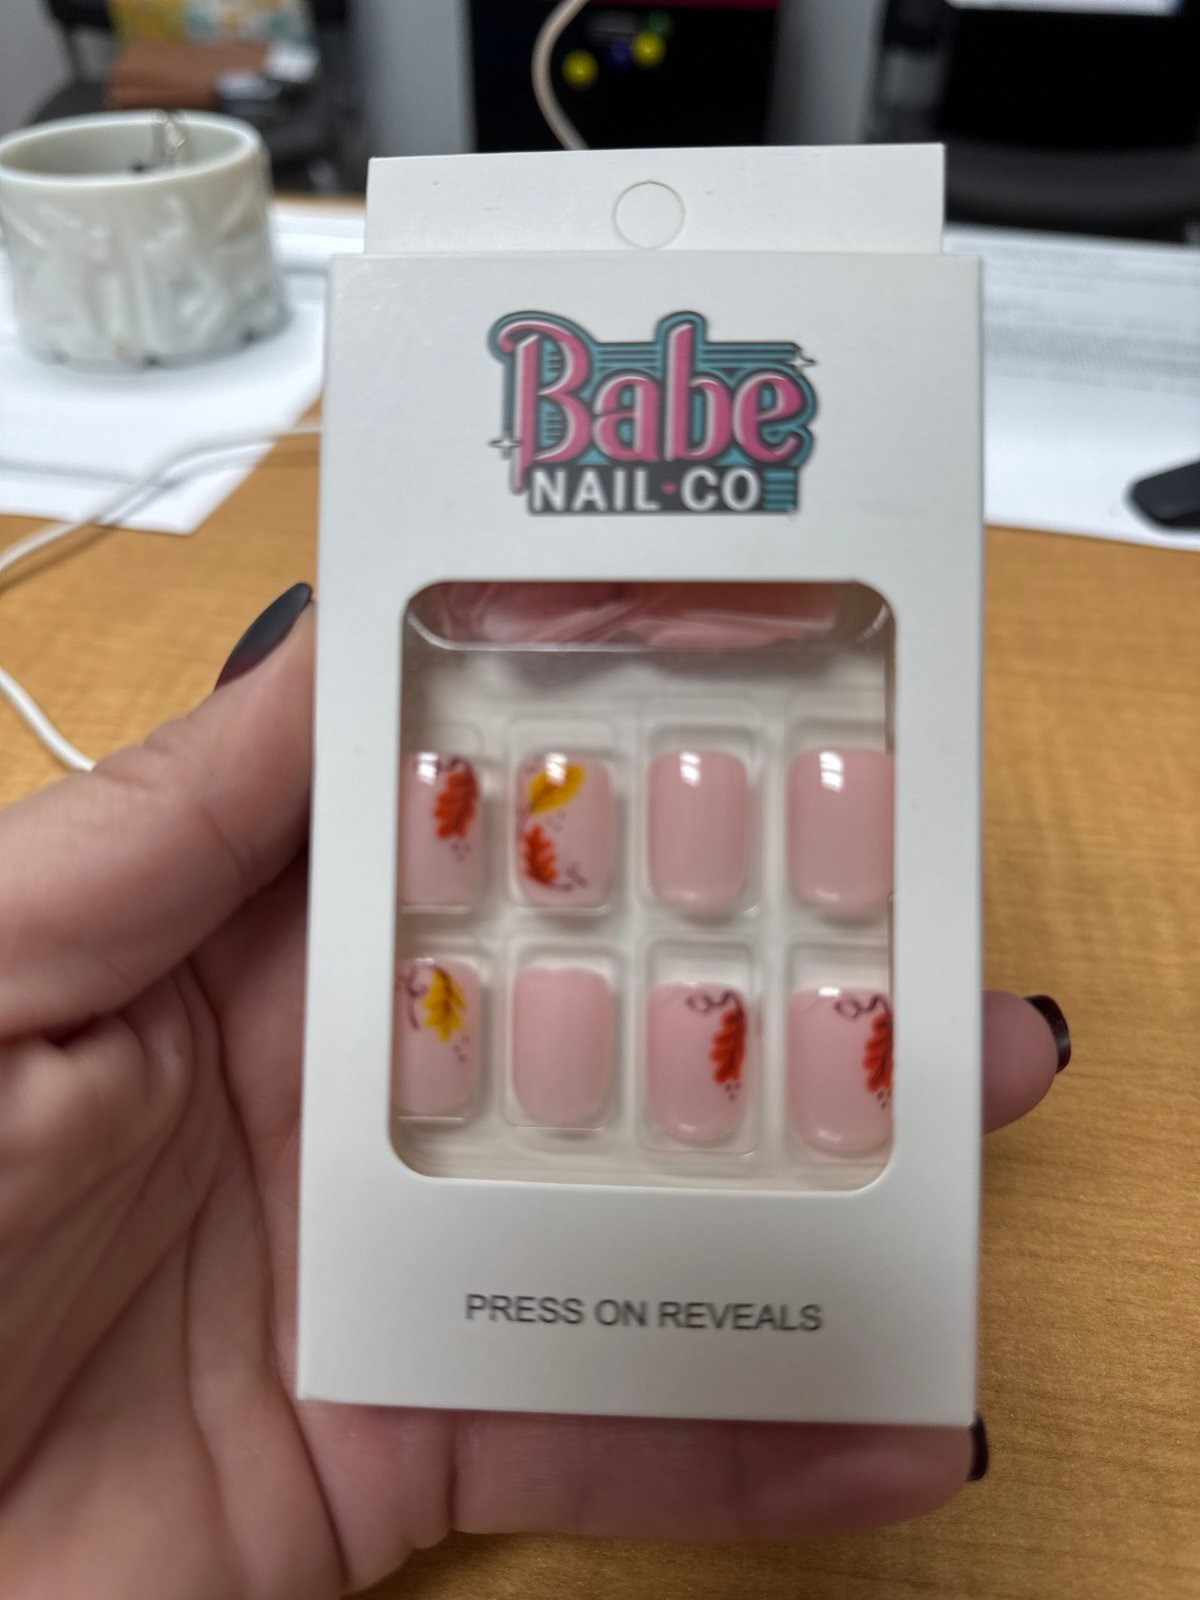 Babe
NAIL CO
PRESS ON REVEALS